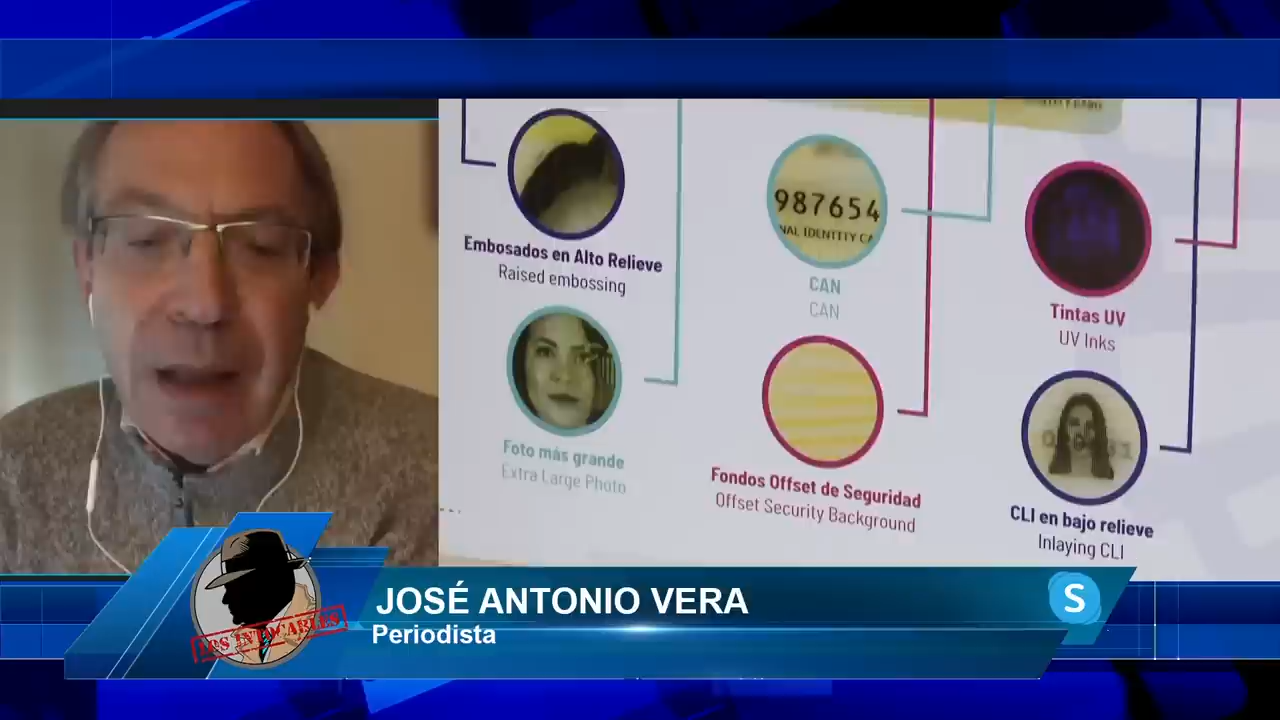 Embosados en Alto Relieve
Raised embossing
987654
NAL IDENTITY CA
CAN
CAN
Tintas UV
UV Inks
Foto más grande
Extra Large Photo
Fondos Offset de Seguridad
Offset Security Background
CLI en bajo relieve
Inlaying CLI
LOS INTOCABLES
JOSÉ ANTONIO VERA
Periodista
S